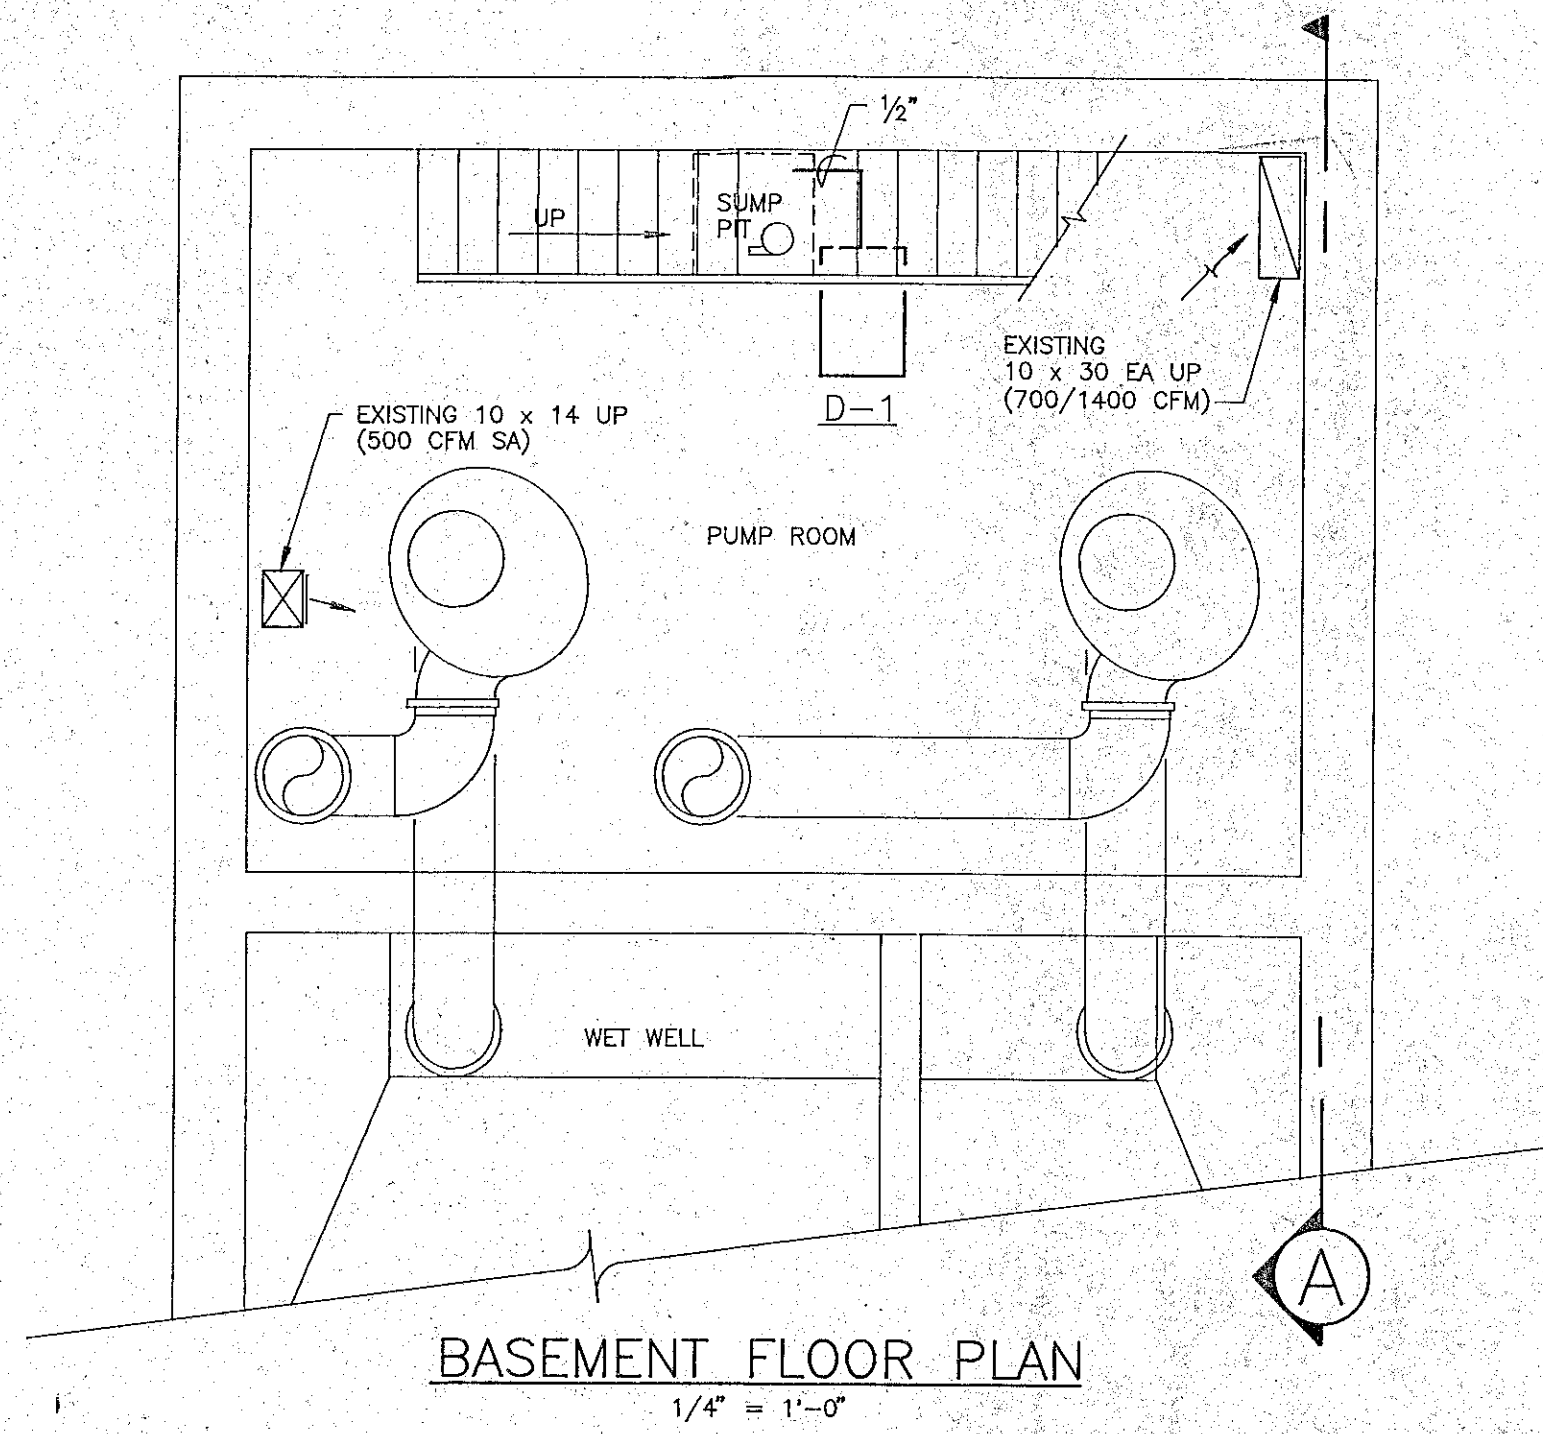 1/2"
UP
SUMP
PIT
EXISTING
10 x 30 EA UP
(700/1400 CFM)
D-1
EXISTING 10 x 14 UP
(500 CFM SA)
PUMP ROOM
WET WELL
A
BASEMENT FLOOR PLAN
1/4" = 1'-0"